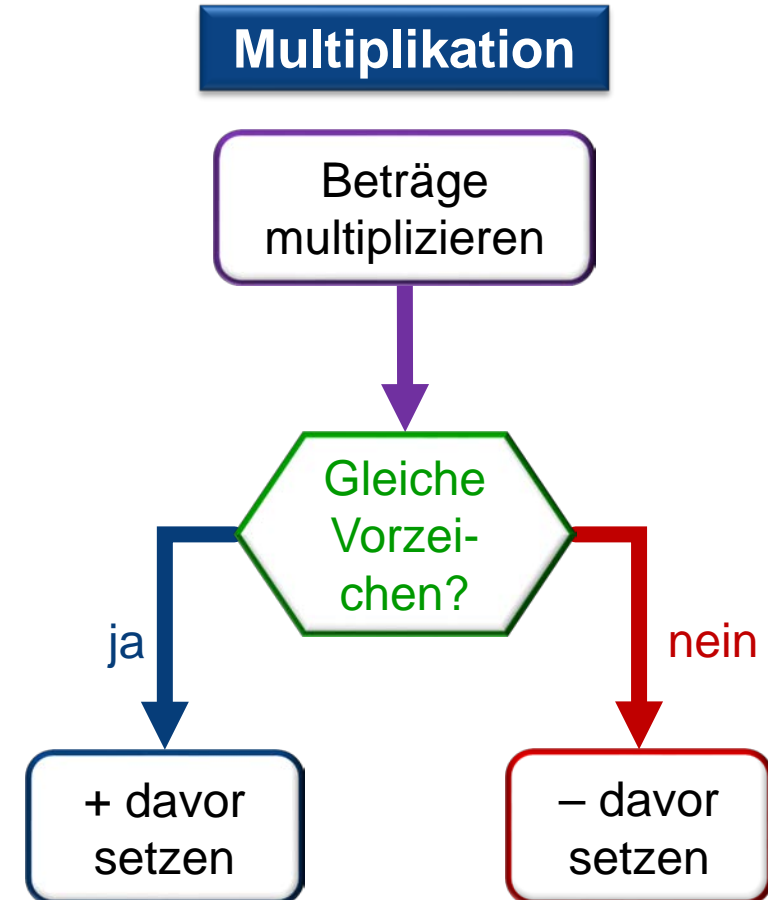 Multiplikation
Beträge
multiplizieren
Gleiche
Vorzei-
chen?
ja
nein
+ davor
setzen
– davor
setzen